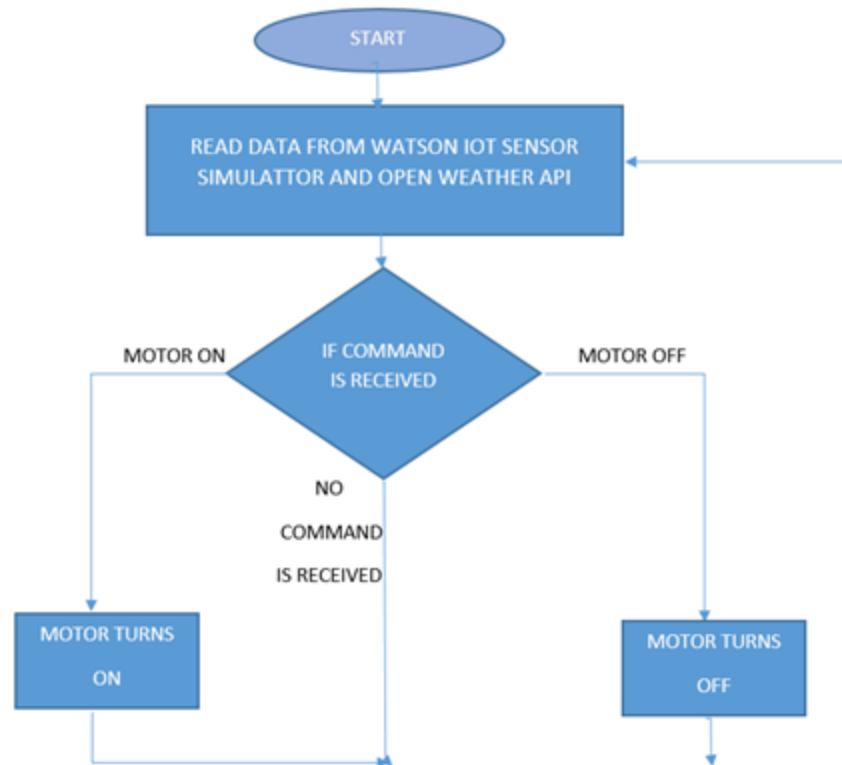 START
READ DATA FROM WATSON IOT SENSOR
SIMULATTOR AND OPEN WEATHER API
MOTOR ON
IF COMMAND
IS RECEIVED
MOTOR OFF
NO
COMMAND
IS RECEIVED
MOTOR TURNS
ON
MOTOR TURNS
OFF